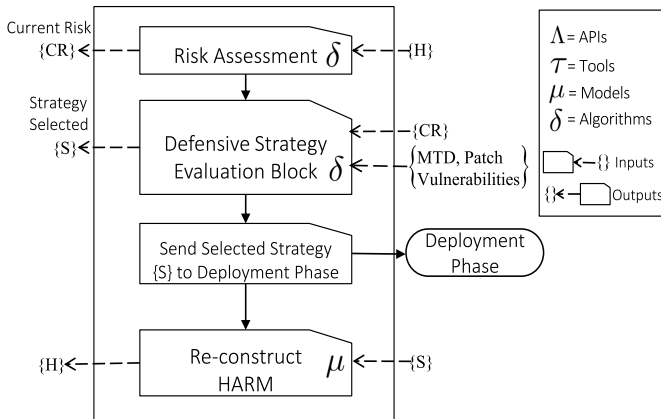 Current Risk
{CR}
Risk Assessment δ
{H}
Strategy
Selected
{S}
Defensive Strategy
Evaluation Block δ
{CR}
{MTD, Patch
Vulnerabilities}
Send Selected Strategy
{S} to Deployment Phase
Deployment
Phase
{H}
Re-construct
HARM
μ
{S}
Λ= APIs
τ= Tools
μ= Models
δ= Algorithms
{} Inputs
{} Outputs